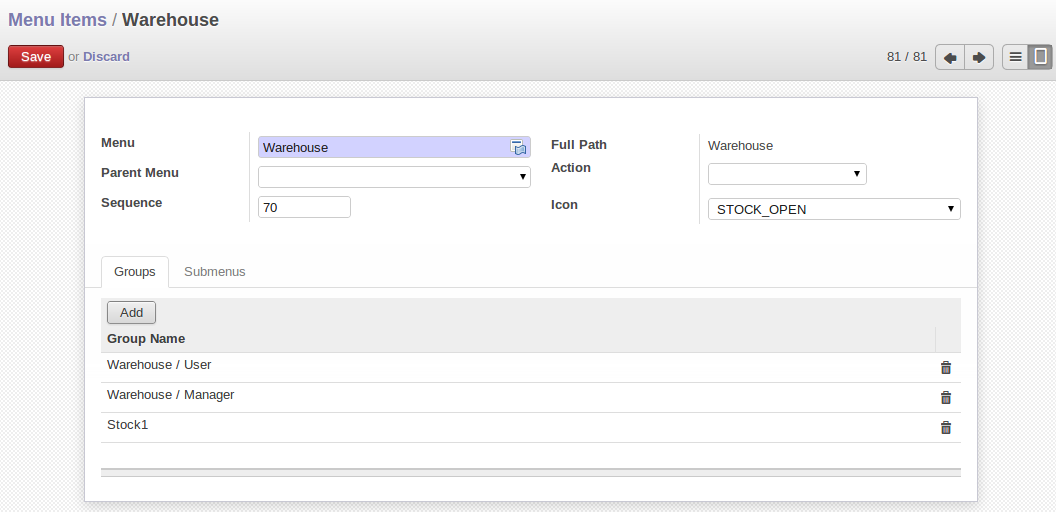 Menu Items / Warehouse
Save or Discard
81 / 81
Menu
Warehouse
Full Path
Warehouse
Parent Menu
Action
Sequence
70
Icon
STOCK_OPEN
Groups
Submenus
Add
Group Name
Warehouse / User
Warehouse / Manager
Stock1